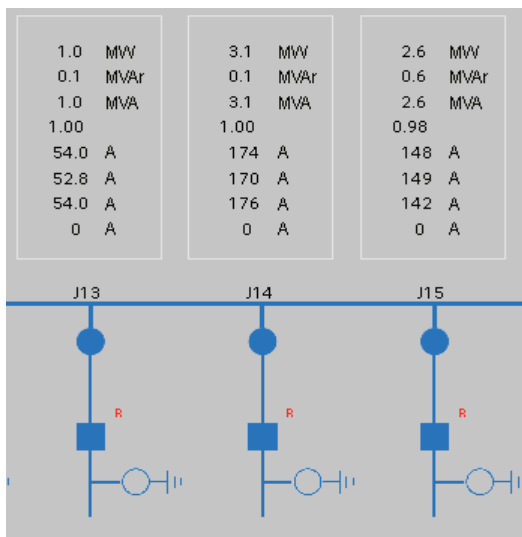 1.0 MW 3.1 MW 2.6 MW
0.1 MVAr 0.1 MVAr 0.6 MVAr
1.0 MVA 3.1 MVA 2.6 MVA
1.00 1.00 0.98
54.0 A 174 A 148 A
52.8 A 170 A 149 A
54.0 A 176 A 142 A
0 A 0 A 0 A
J13 J14 J15
R R R